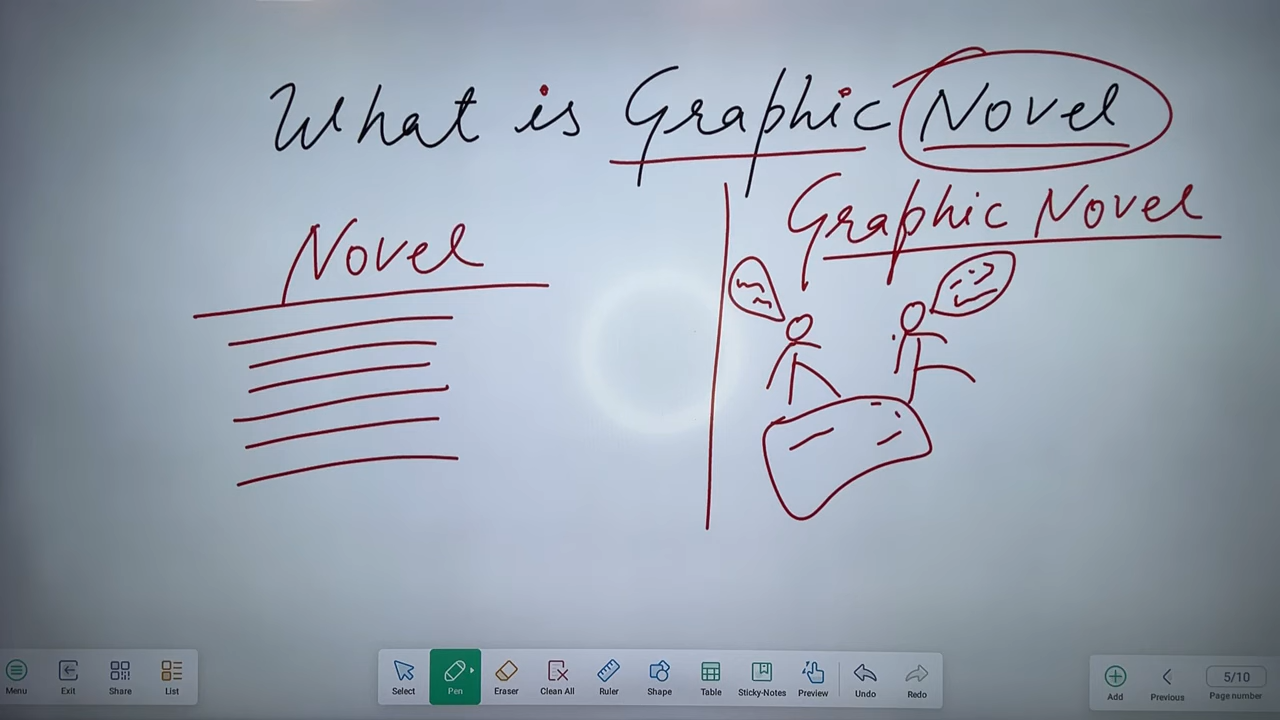 What is Graphic Novel
Novel
Graphic Novel
Menu
Exit
Share
List
Select
Pen
Eraser
Clean All
Ruler
Shape
Table
Sticky-Notes
Preview
Undo
Redo
Add
Previous
5/10
Page number